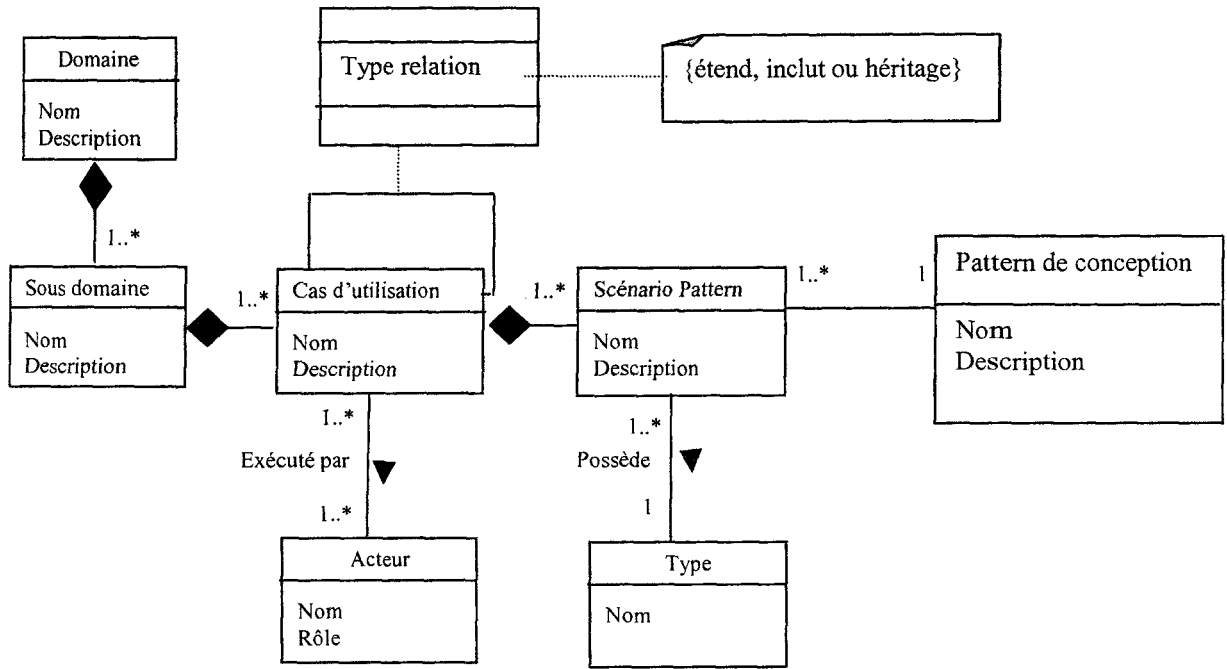 Domaine
Nom
Description
Type relation
{étend, inclut ou héritage}
1..*
Sous domaine
Nom
Description
1..*
Cas d'utilisation
Nom
Description
1..*
Scénario Pattern
Nom
Description
1..*
1
Pattern de conception
Nom
Description
1..*
Exécuté par
1..*
1..*
Possède
1
Acteur
Nom
Rôle
Type
Nom